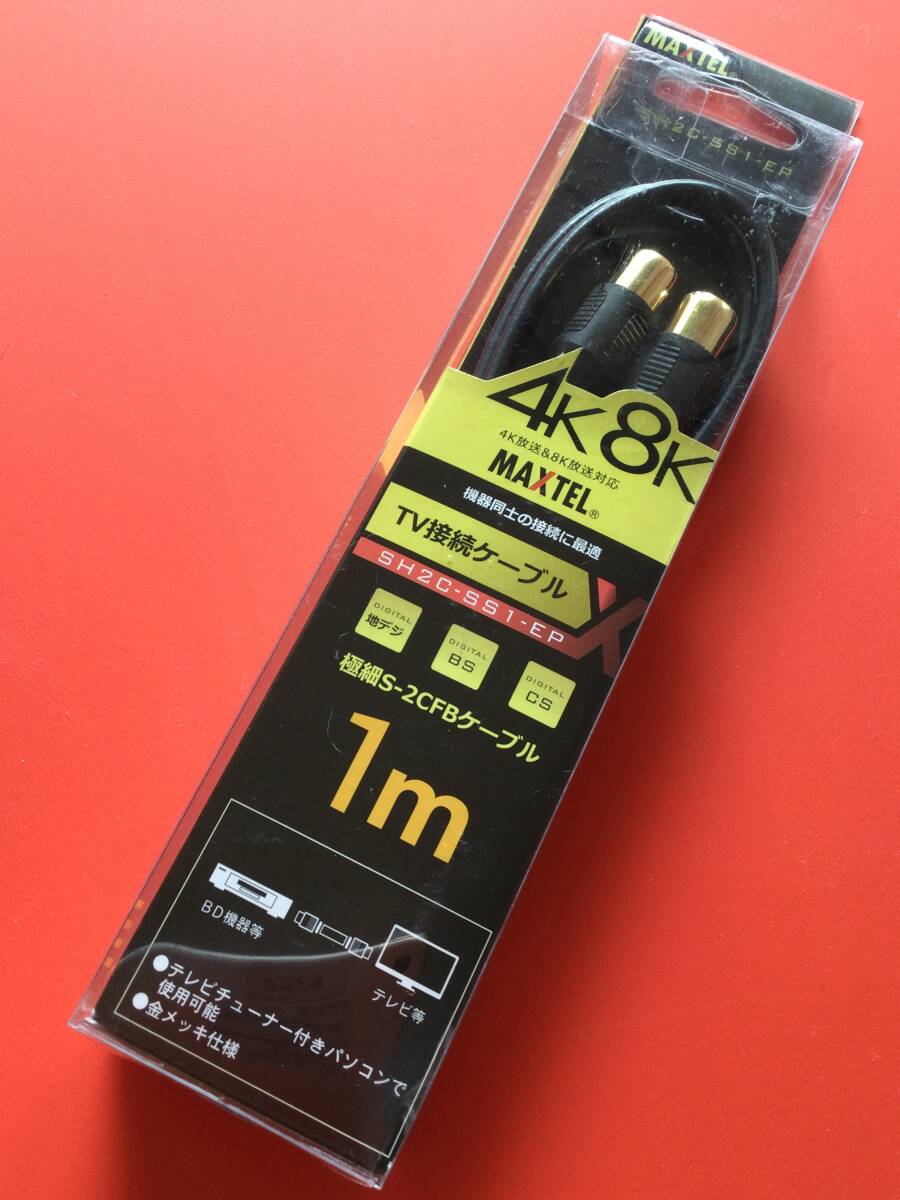 MAXTEL®
SH2C-SS1-EP
4K 8K
4K放送&8K放送対応
MAXTEL®
機器同士の接続に最適
TV接続ケーブル
SH2C-SS1-EP
DIGITAL
地デジ
DIGITAL
BS
DIGITAL
CS
極細S-2CFBケーブル
1m
BD機器等
テレビ等
●テレビチューナー付きパソコンで
使用可能
●金メッキ仕様